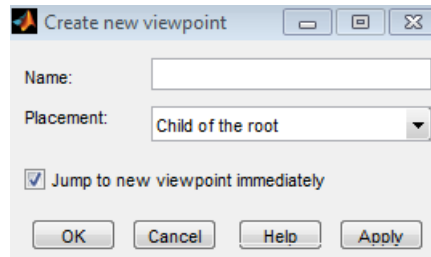 Create new viewpoint
Name:
Placement: Child of the root
Jump to new viewpoint immediately
OK Cancel Help Apply